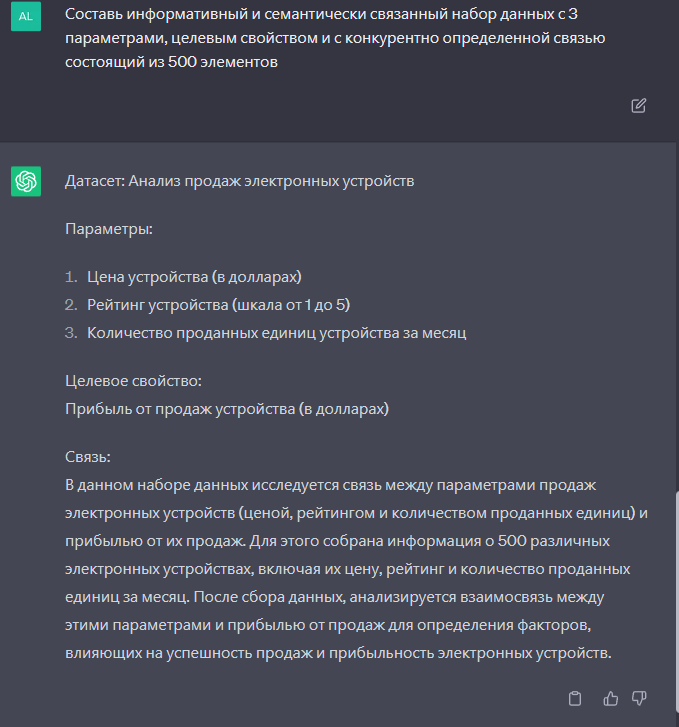 AL
Составь информативный и семантически связанный набор данных с 3
параметрами, целевым свойством и с конкурентно определенной связью
состоящий из 500 элементов
Датасет: Анализ продаж электронных устройств
Параметры:
1. Цена устройства (в долларах)
2. Рейтинг устройства (шкала от 1 до 5)
3. Количество проданных единиц устройства за месяц
Целевое свойство:
Прибыль от продаж устройства (в долларах)
Связь:
В данном наборе данных исследуется связь между параметрами продаж
электронных устройств (ценой, рейтингом и количеством проданных единиц) и
прибылью от их продаж. Для этого собрана информация о 500 различных
электронных устройствах, включая их цену, рейтинг и количество проданных
единиц за месяц. После сбора данных, анализируется взаимосвязь между
этими параметрами и прибылью от продаж для определения факторов,
влияющих на успешность продаж и прибыльность электронных устройств.